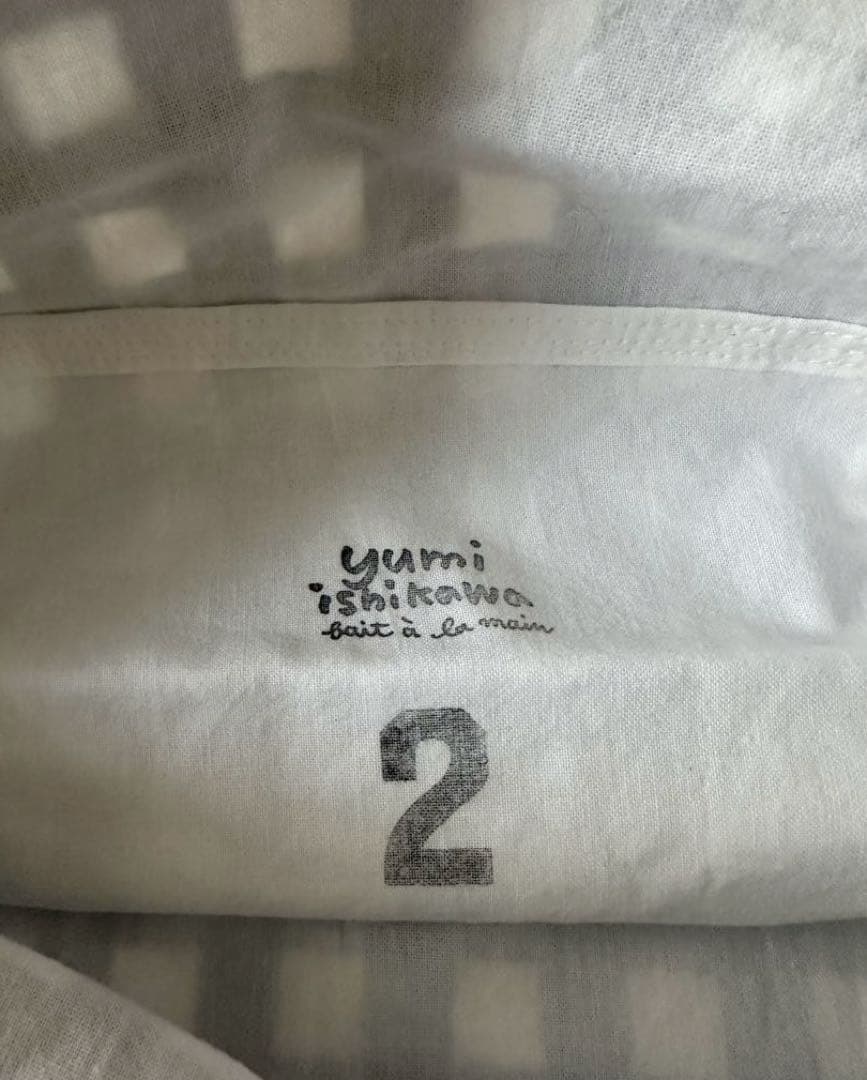 yumi
ishikawa
fait à la main
2